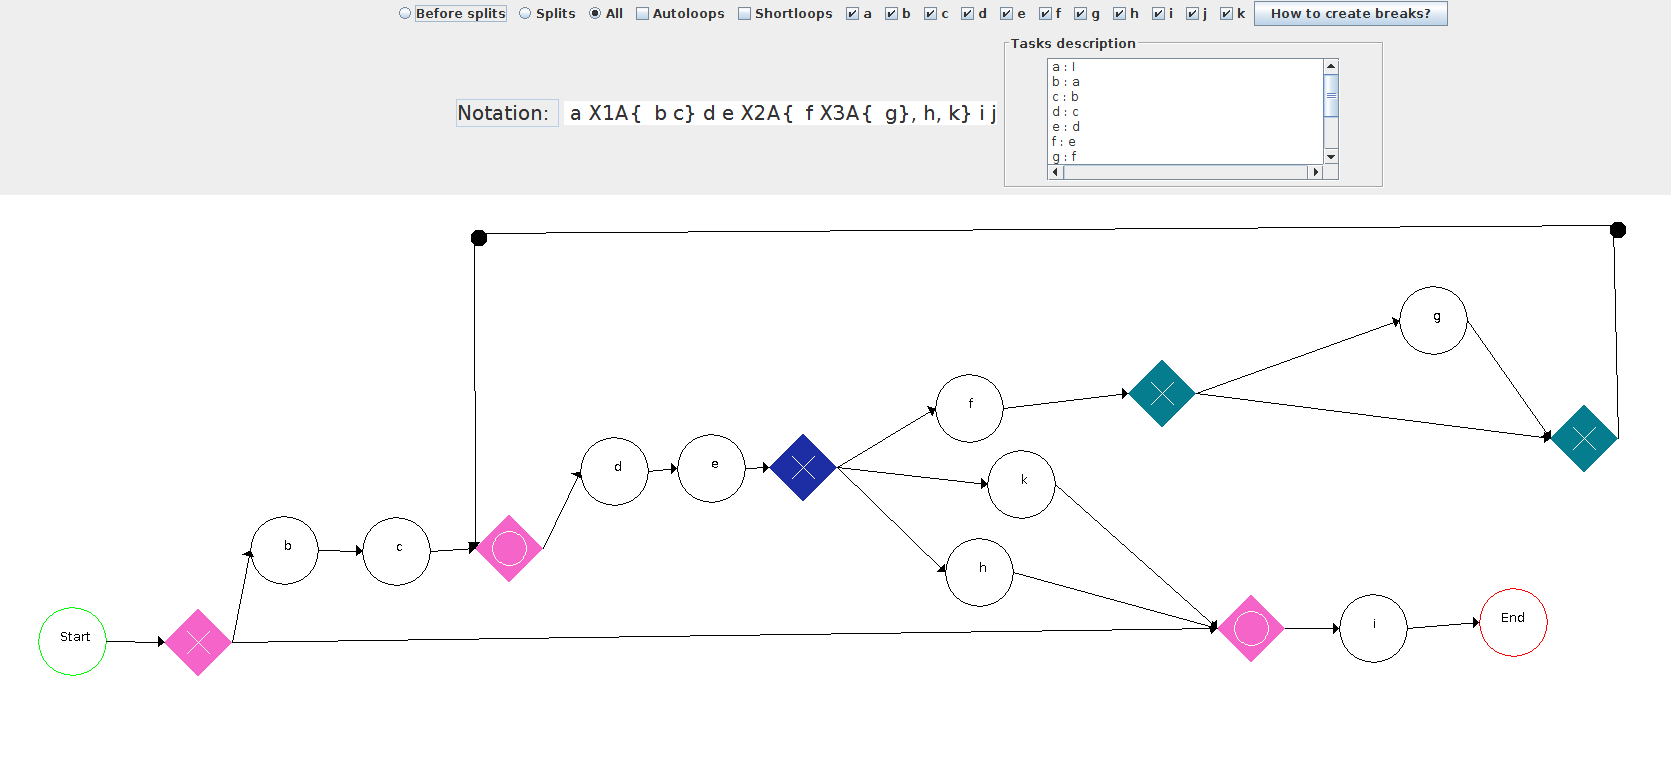 Before splits Splits All Autoloops Shortloops a b c d e f g h i j k How to create breaks?
Tasks description
a : I
b : a
c : b
d : c
e : d
f : e
g : f
Notation: a X1A{ b c} d e X2A{ f X3A{ g}, h, k} i j
g
f
d
e
k
b
c
h
Start
i
End